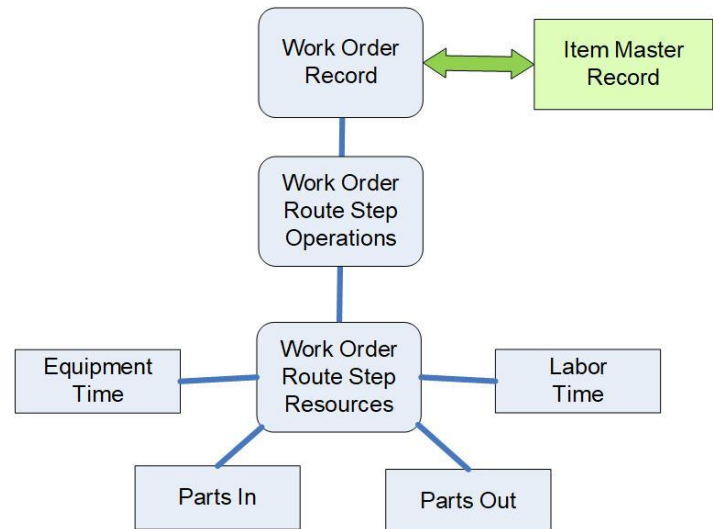 Work Order
Record
Item Master
Record
Work Order
Route Step
Operations
Equipment
Time
Work Order
Route Step
Resources
Labor
Time
Parts In
Parts Out